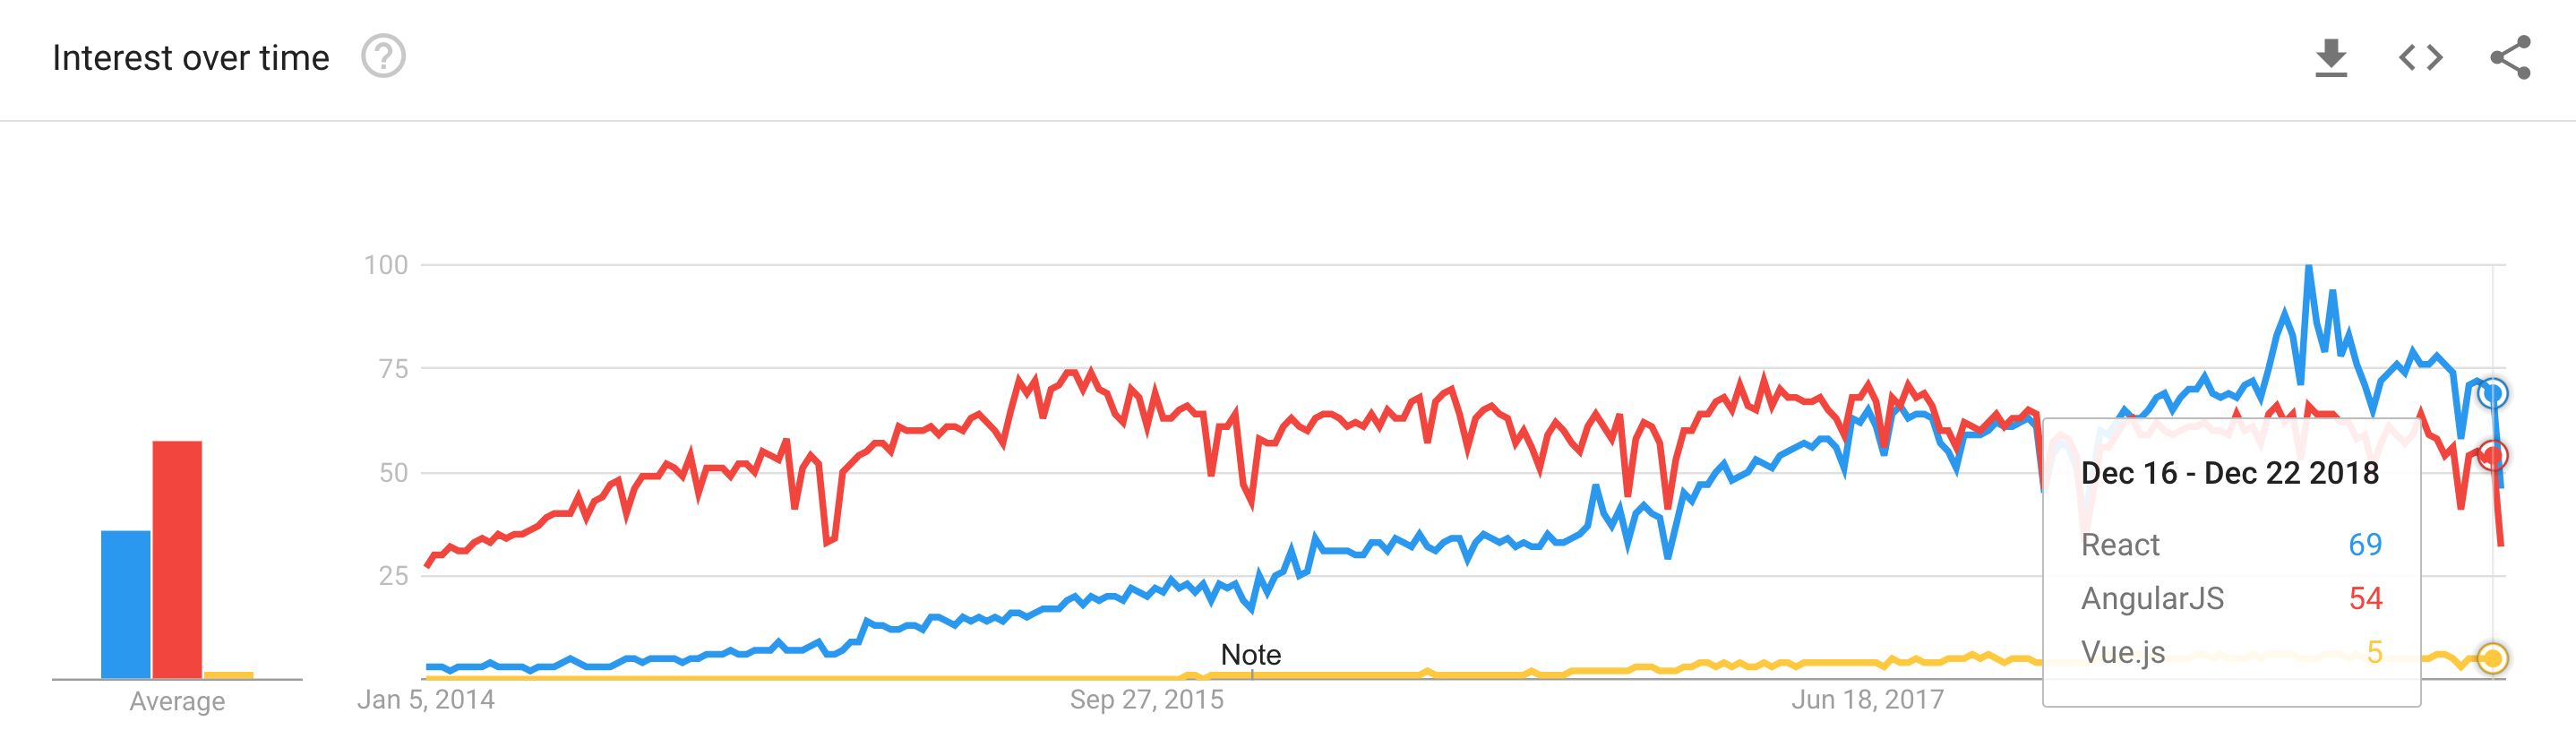 Interest over time ?
100
75
50
25
Average
Jan 5, 2014
Sep 27, 2015
Jun 18, 2017
Note
Dec 16 - Dec 22 2018
React 69
AngularJS 54
Vue.js 5